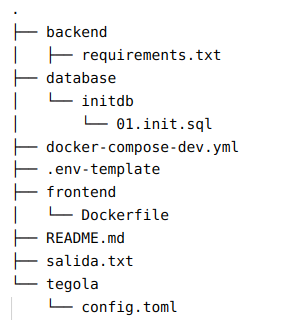 .
├── backend
│   ├── requirements.txt
├── database
│   └── initdb
│       └── 01.init.sql
├── docker-compose-dev.yml
├── .env-template
├── frontend
│   └── Dockerfile
├── README.md
├── salida.txt
└── tegola
    └── config.toml